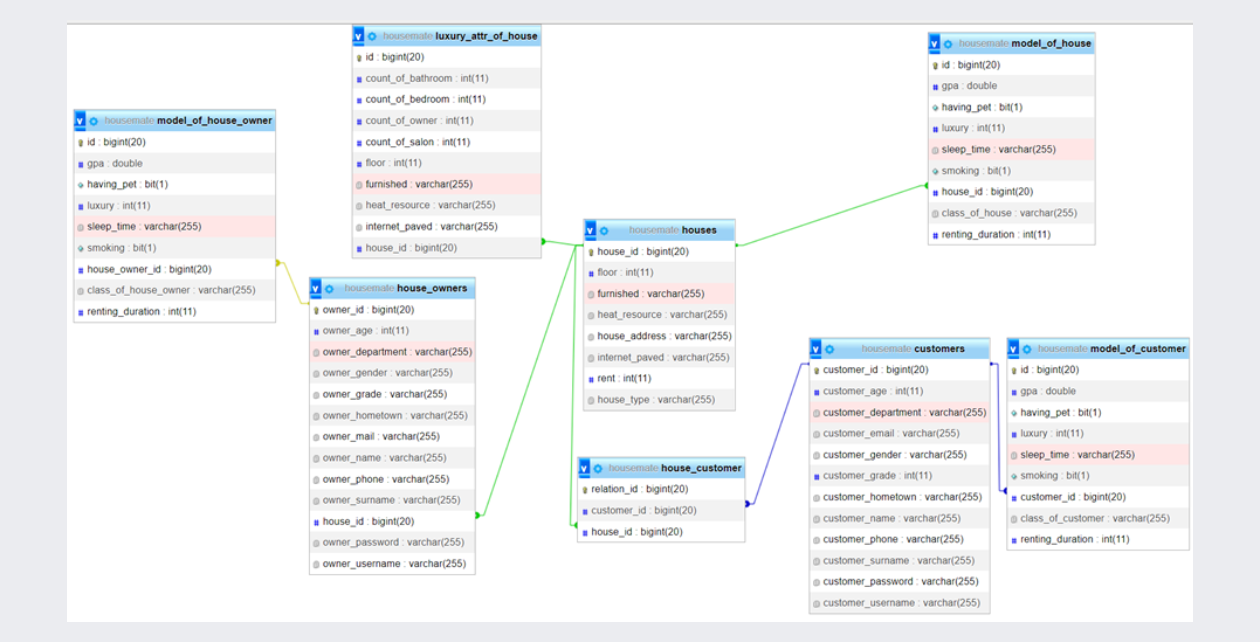 housemate luxury_attr_of_house
id : bigint(20)
count_of_bathroom : int(11)
count_of_bedroom : int(11)
count_of_owner : int(11)
count_of_salon : int(11)
floor : int(11)
furnished : varchar(255)
heat_resource : varchar(255)
internet_paved : varchar(255)
house_id : bigint(20)
housemate model_of_house
id : bigint(20)
gpa : double
having_pet : bit(1)
luxury : int(11)
sleep_time : varchar(255)
smoking : bit(1)
house_id : bigint(20)
class_of_house : varchar(255)
renting_duration : int(11)
housemate model_of_house_owner
id : bigint(20)
gpa : double
having_pet : bit(1)
luxury : int(11)
sleep_time : varchar(255)
smoking : bit(1)
house_owner_id : bigint(20)
class_of_house_owner : varchar(255)
renting_duration : int(11)
housemate houses
house_id : bigint(20)
floor : int(11)
furnished : varchar(255)
heat_resource : varchar(255)
house_address : varchar(255)
internet_paved : varchar(255)
rent : int(11)
house_type : varchar(255)
housemate house_owners
owner_id : bigint(20)
owner_age : int(11)
owner_department : varchar(255)
owner_gender : varchar(255)
owner_grade : varchar(255)
owner_hometown : varchar(255)
owner_mail : varchar(255)
owner_name : varchar(255)
owner_phone : varchar(255)
owner_surname : varchar(255)
house_id : bigint(20)
owner_password : varchar(255)
owner_username : varchar(255)
housemate house_customer
relation_id : bigint(20)
customer_id : bigint(20)
house_id : bigint(20)
housemate customers
customer_id : bigint(20)
customer_age : int(11)
customer_department : varchar(255)
customer_email : varchar(255)
customer_gender : varchar(255)
customer_grade : int(11)
customer_hometown : varchar(255)
customer_name : varchar(255)
customer_phone : varchar(255)
customer_surname : varchar(255)
customer_password : varchar(255)
customer_username : varchar(255)
housemate model_of_customer
id : bigint(20)
gpa : double
having_pet : bit(1)
luxury : int(11)
sleep_time : varchar(255)
smoking : bit(1)
customer_id : bigint(20)
class_of_customer : varchar(255)
renting_duration : int(11)